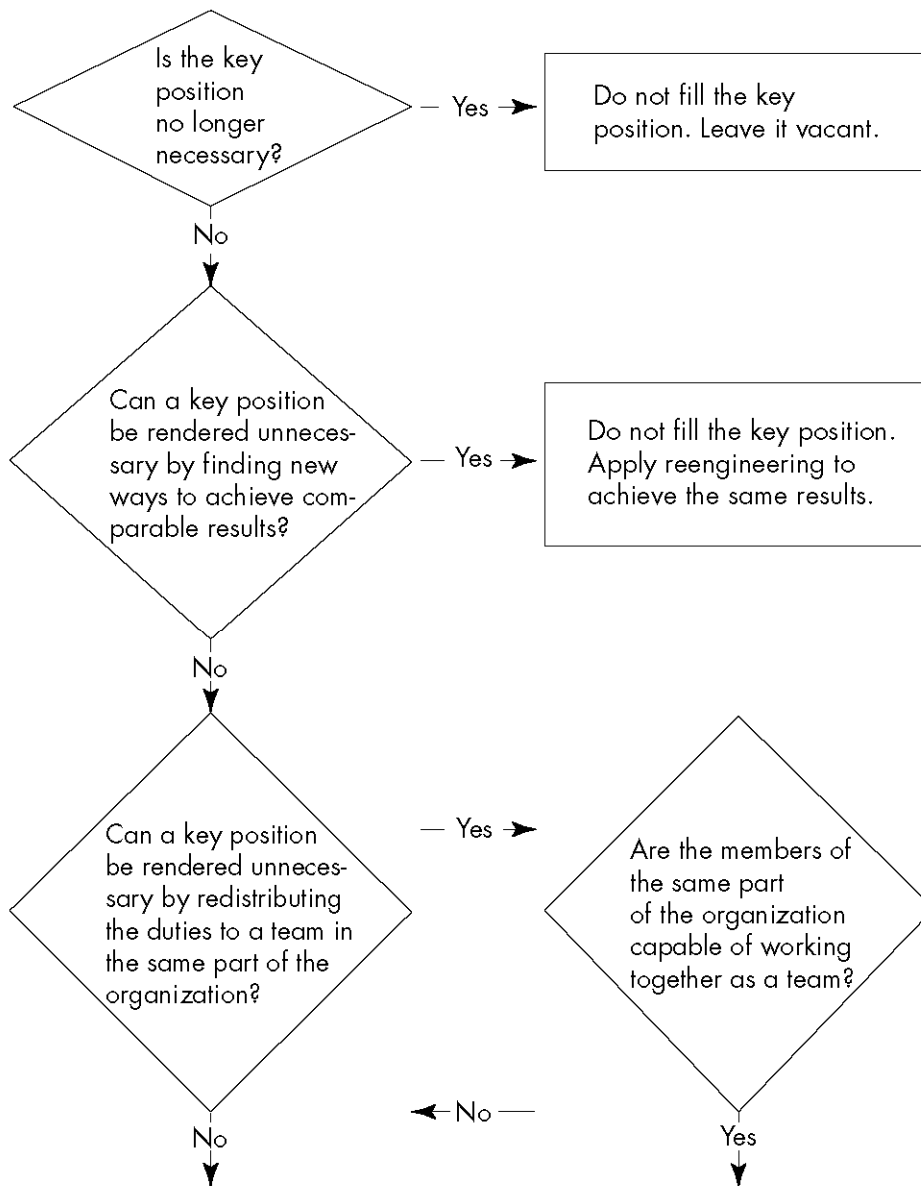 Is the key
position
no longer
necessary?
Yes
Do not fill the key
position. Leave it vacant.
No
Can a key position
be rendered unneces-
sary by finding new
ways to achieve com-
parable results?
Yes
Do not fill the key position.
Apply reengineering to
achieve the same results.
No
Can a key position
be rendered unneces-
sary by redistributing
the duties to a team in
the same part of the
organization?
Yes
Are the members of
the same part
of the organization
capable of working
together as a team?
No
No
Yes